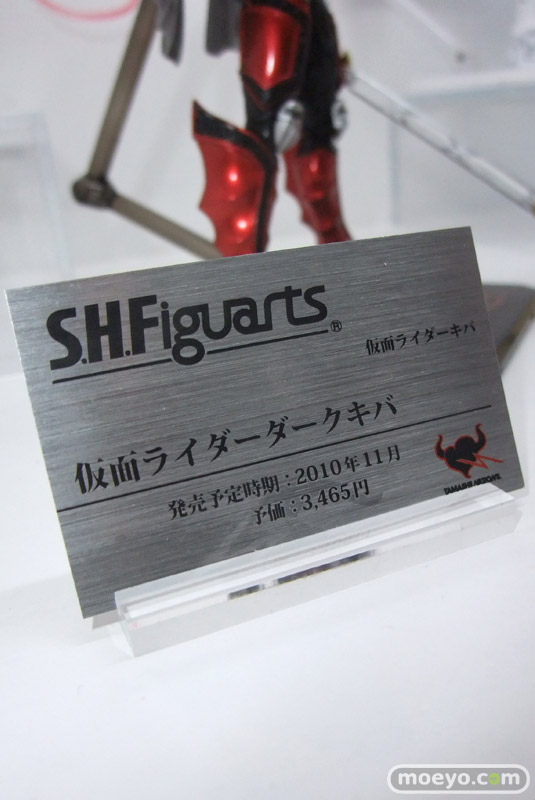 S.H.Figuarts®
仮面ライダーキバ
仮面ライダーダークキバ
発売予定時期：2010年11月
予価：3,465円
TAMASHII NATIONS
moeyo.com